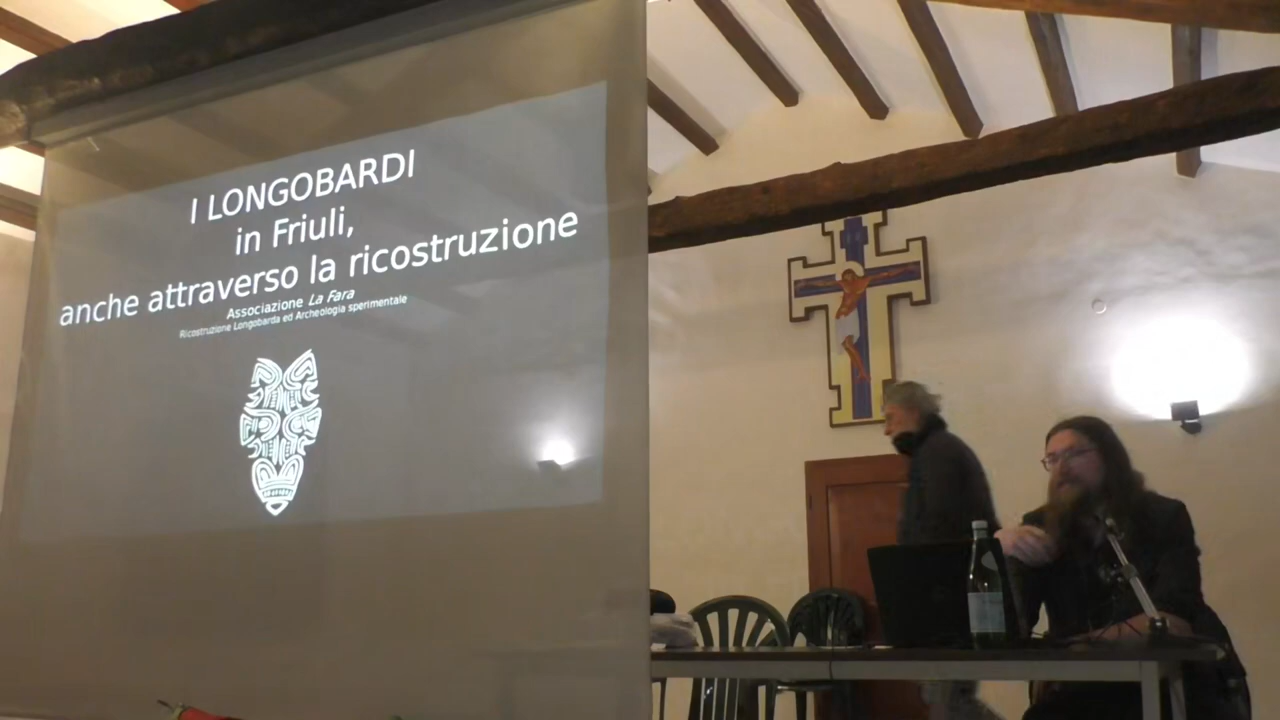 I LONGOBARDI
in Friuli,
anche attraverso la ricostruzione
Associazione La Fara
Ricostruzione Longobarda ed Archeologia sperimentale